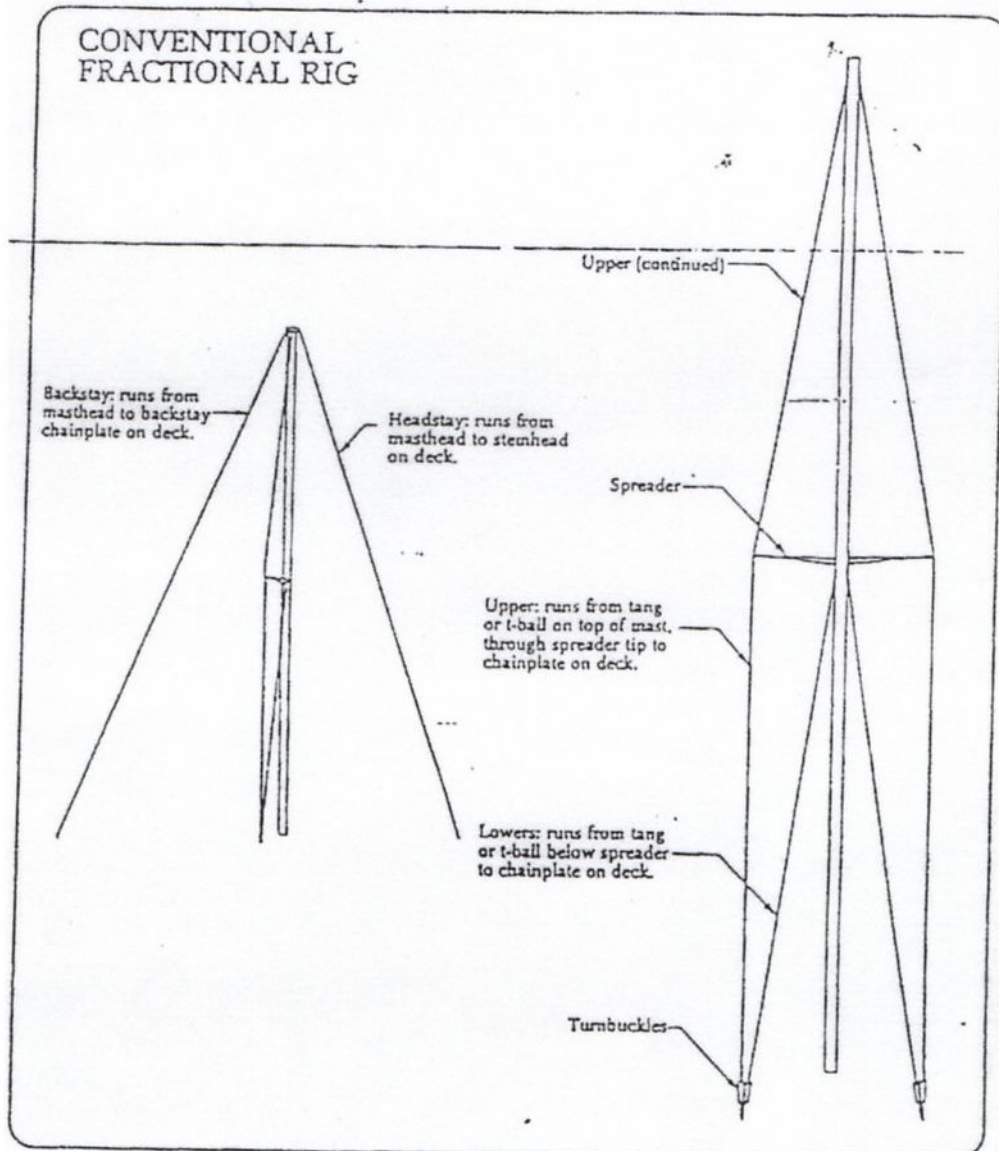 CONVENTIONAL
FRACTIONAL RIG
Upper (continued)
Backstay: runs from
masthead to backstay
chainplate on deck.
Headstay: runs from
masthead to stemhead
on deck.
Spreader
Upper: runs from tang
or t-ball on top of mast,
through spreader tip to
chainplate on deck.
Lowers: runs from tang
or t-ball below spreader
to chainplate on deck.
Turnbuckles